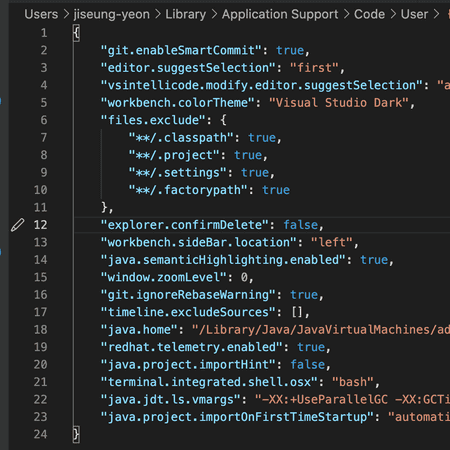 Users > jiseung-yeon > Library > Application Support > Code > User >
1 {
2 "git.enableSmartCommit": true,
3 "editor.suggestSelection": "first",
4 "vsintellicode.modify.editor.suggestSelection": "a
5 "workbench.colorTheme": "Visual Studio Dark",
6 "files.exclude": {
7 "**/.classpath": true,
8 "**/.project": true,
9 "**/.settings": true,
10 "**/.factorypath": true
11 },
12 "explorer.confirmDelete": false,
13 "workbench.sideBar.location": "left",
14 "java.semanticHighlighting.enabled": true,
15 "window.zoomLevel": 0,
16 "git.ignoreRebaseWarning": true,
17 "timeline.excludeSources": [],
18 "java.home": "/Library/Java/JavaVirtualMachines/ad
19 "redhat.telemetry.enabled": true,
20 "java.project.importHint": false,
21 "terminal.integrated.shell.osx": "bash",
22 "java.jdt.ls.vmargs": "-XX:+UseParallelGC -XX:GCTi
23 "java.project.importOnFirstTimeStartup": "automati
24 }